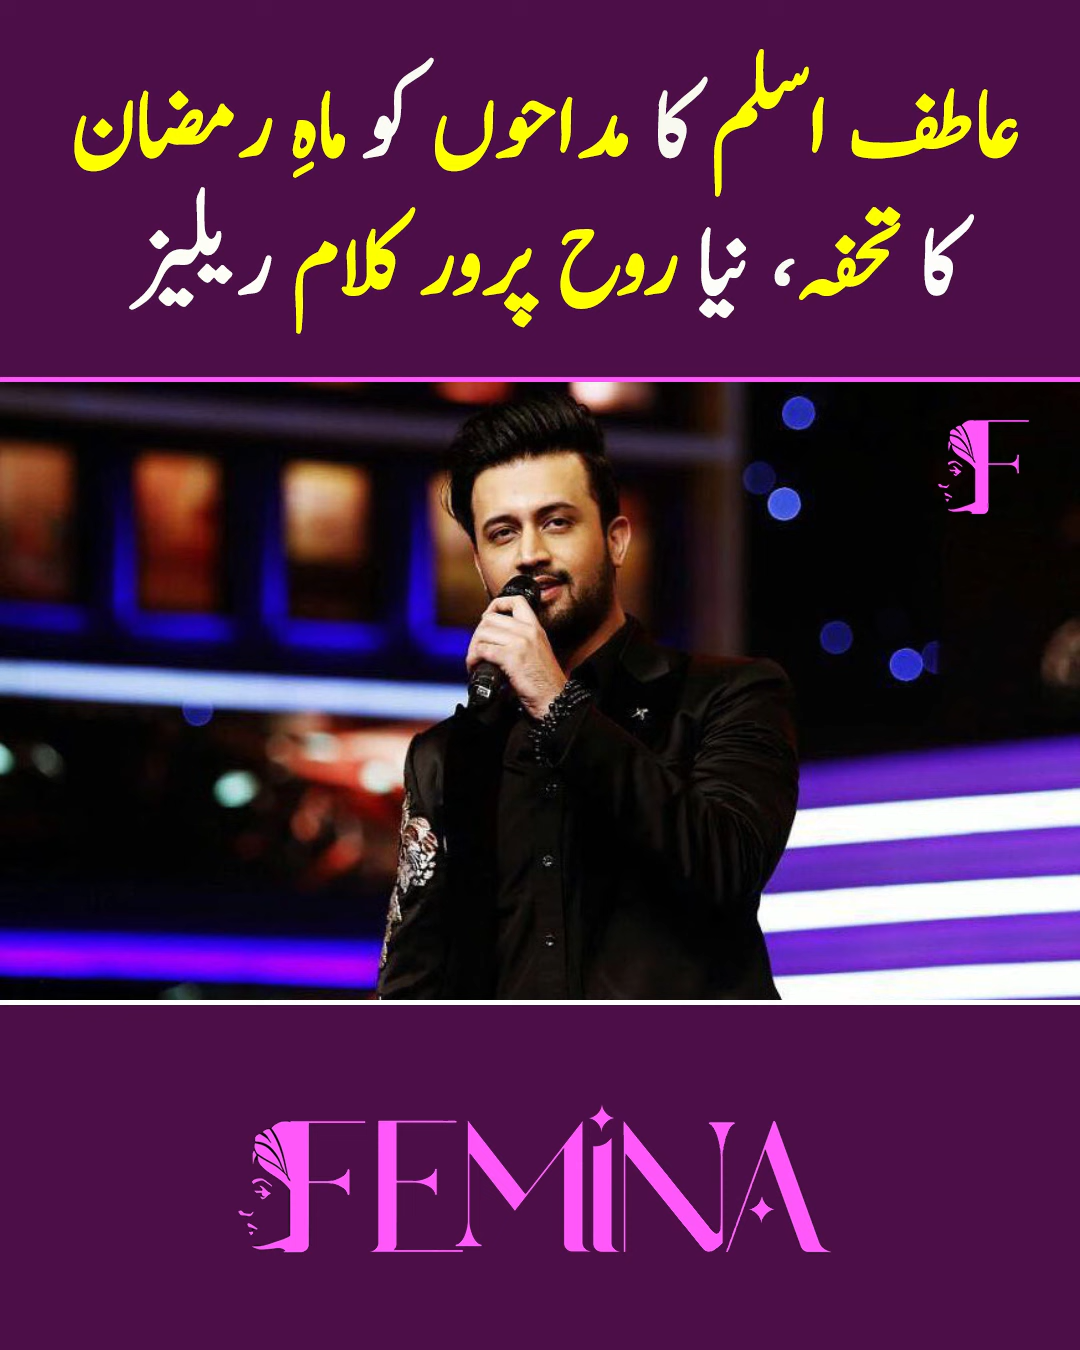 عاطف اسلم کا مداحوں کو ماہِ رمضان
کا تحفہ، نیا روح پرور کلام ریلیز
F
FEMINA